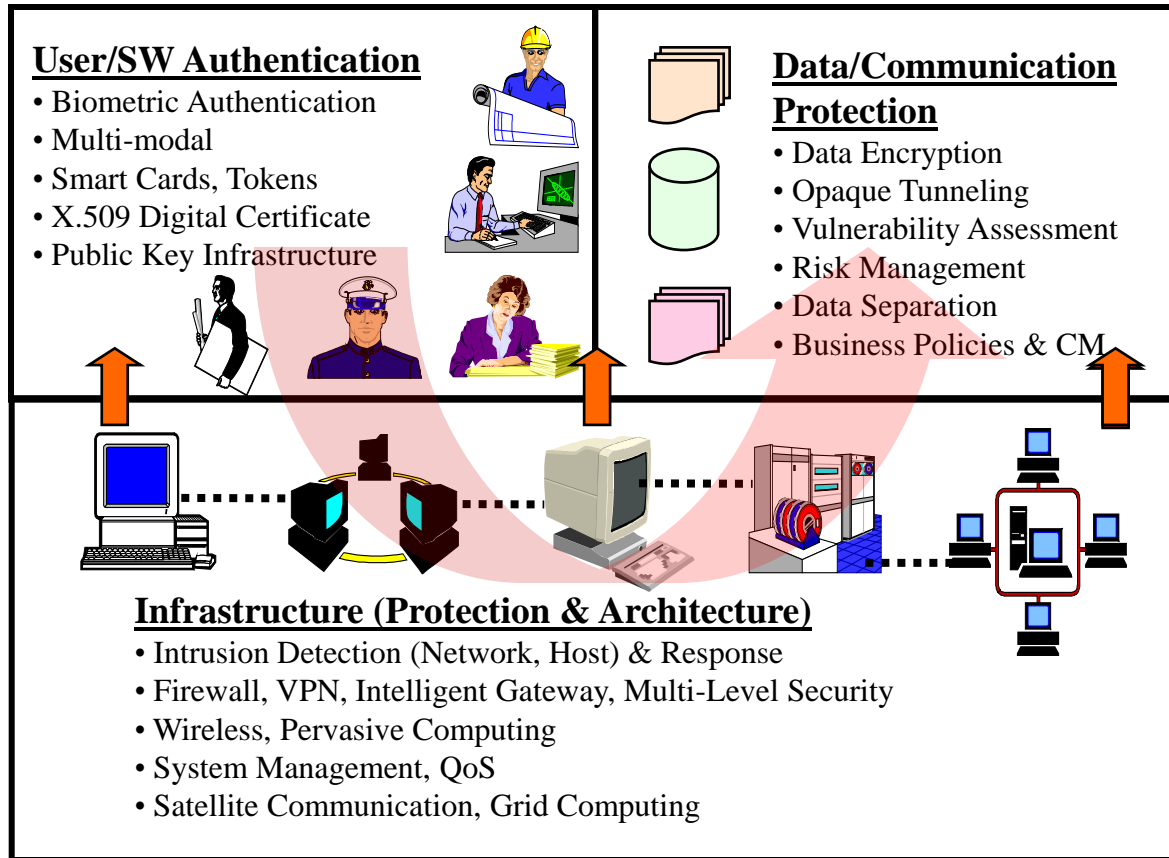 User/SW Authentication
• Biometric Authentication
• Multi-modal
• Smart Cards, Tokens
• X.509 Digital Certificate
• Public Key Infrastructure
Data/Communication
Protection
• Data Encryption
• Opaque Tunneling
• Vulnerability Assessment
• Risk Management
• Data Separation
• Business Policies & CM
Infrastructure (Protection & Architecture)
• Intrusion Detection (Network, Host) & Response
• Firewall, VPN, Intelligent Gateway, Multi-Level Security
• Wireless, Pervasive Computing
• System Management, QoS
• Satellite Communication, Grid Computing